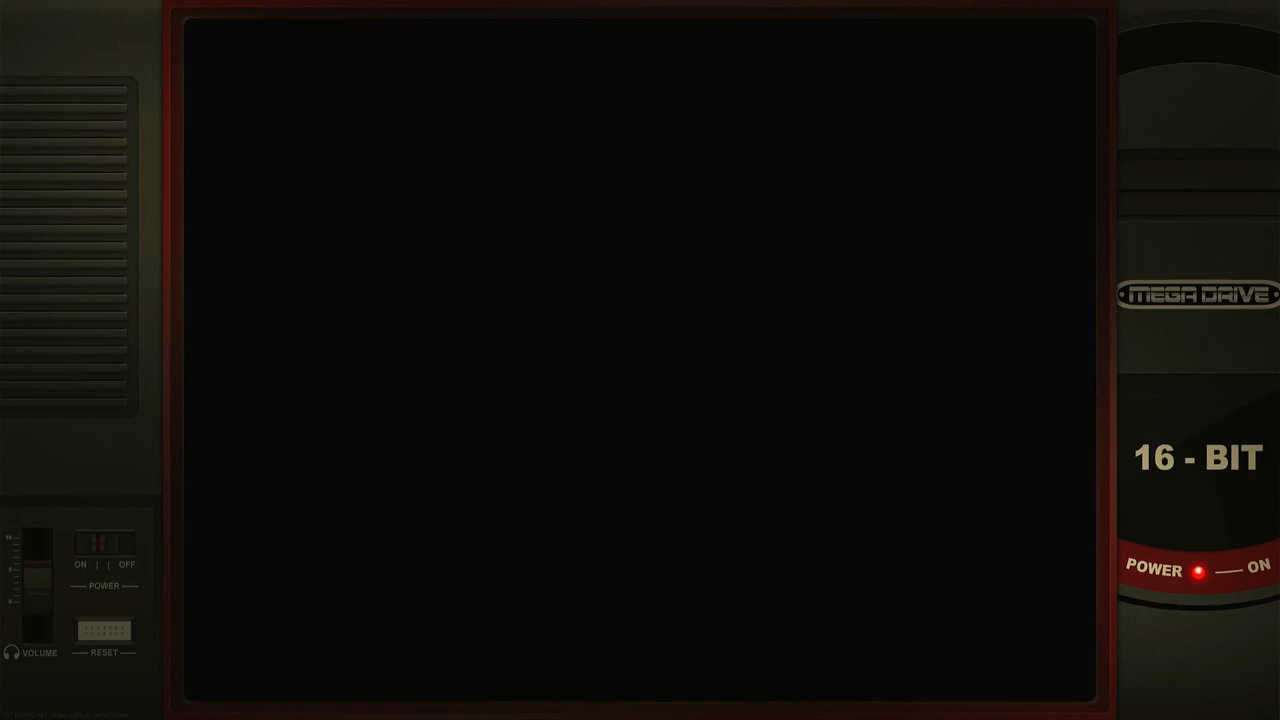 MEGA DRIVE
16 - BIT
POWER ON
ON OFF
POWER
RESET
VOLUME